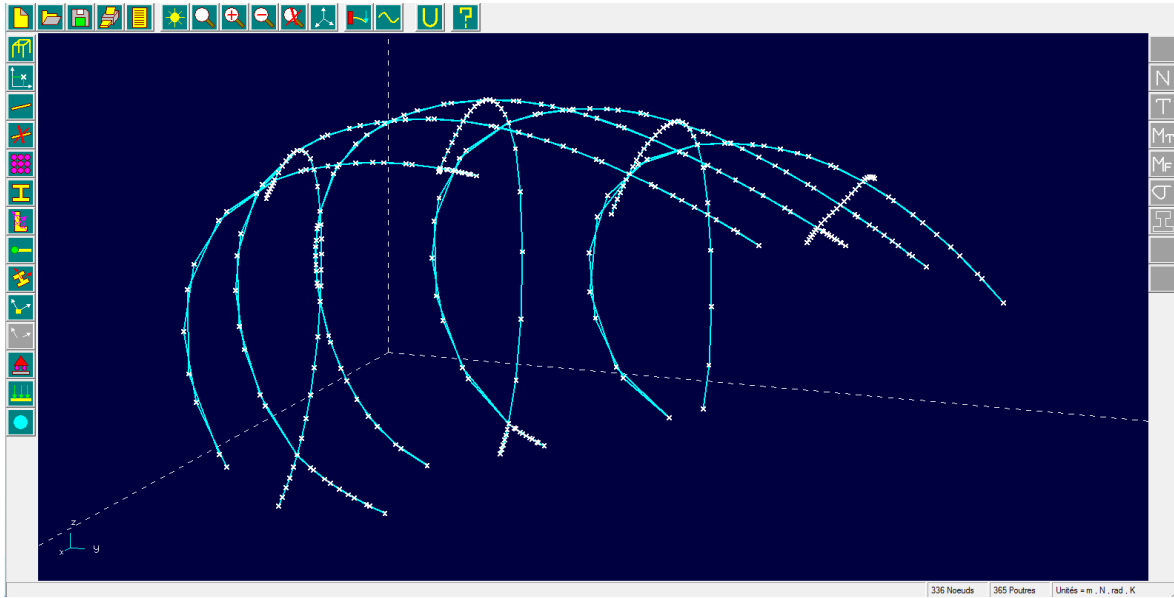 N
T
MT
MF
σ
z
x
y
336 Noeuds
365 Poutres
Unités = m , N , rad , K